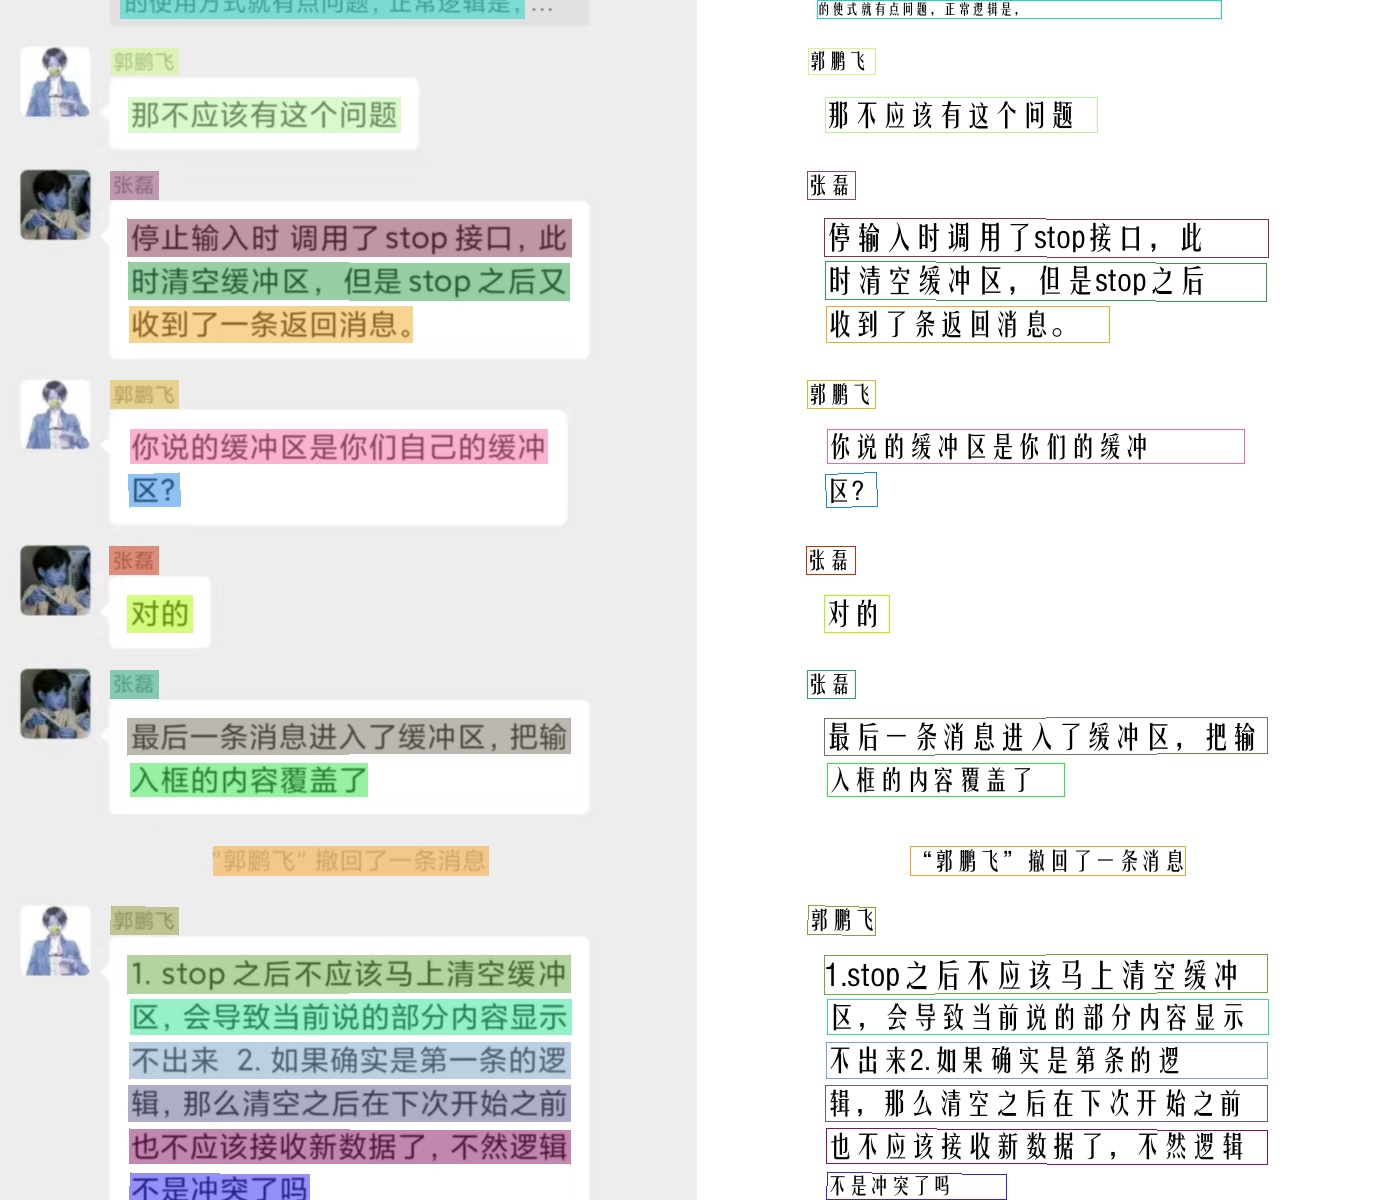 的使用方式就有点问题，正常逻辑是，...
郭鹏飞
那不应该有这个问题
张磊
停止输入时 调用了 stop 接口，此
时清空缓冲区， 但是 stop 之后又
收到了一条返回消息。
郭鹏飞
你说的缓冲区是你们自己的缓冲
区？
张磊
对的
张磊
最后一条消息进入了缓冲区，把输
入框的内容覆盖了
“郭鹏飞” 撤回了一条消息
郭鹏飞
1. stop 之后不应该马上清空缓冲
区，会导致当前说的部分内容显示
不出来 2. 如果确实是第一条的逻
辑，那么清空之后在下次开始之前
也不应该接收新数据了，不然逻辑
不是冲突了吗
的使式就有点问题，正常逻辑是，
郭鹏飞
那不应该有这个问题
张磊
停输入时调用了stop接口，此
时清空缓冲区，但是stop之后
收到了条返回消息。
郭鹏飞
你说的缓冲区是你们的缓冲
区?
张磊
对的
张磊
最后一条消息进入了缓冲区，把输
入框的内容覆盖了
“郭鹏飞”撤回了一条消息
郭鹏飞
1.stop之后不应该马上清空缓冲
区，会导致当前说的部分内容显示
不出来2.如果确实是第条的逻
辑，那么清空之后在下次开始之前
也不应该接收新数据了，不然逻辑
不是冲突了吗